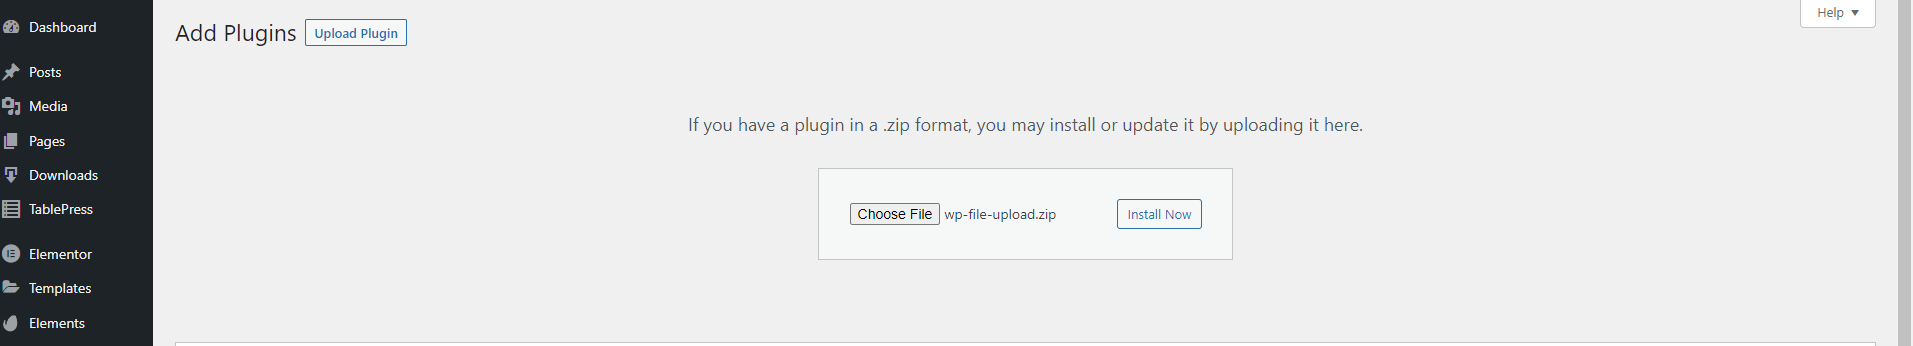 Dashboard
Posts
Media
Pages
Downloads
TablePress
Elementor
Templates
Elements
Add Plugins
Upload Plugin
Help
If you have a plugin in a .zip format, you may install or update it by uploading it here.
Choose File wp-file-upload.zip
Install Now